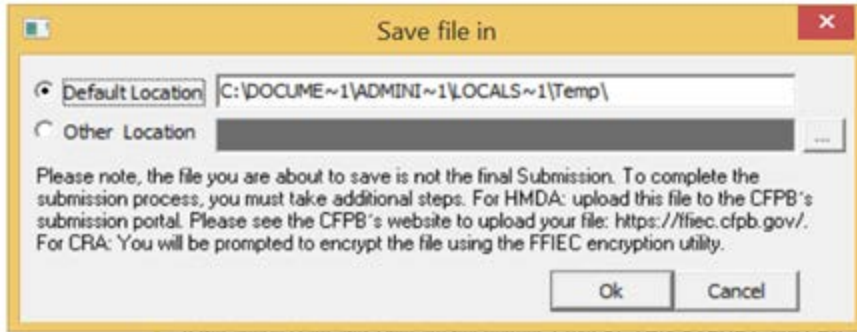 Save file in
x
Default Location C:\DOCUME~1\ADMINI~1\LOCALS~1\Temp\
Other Location ...
Please note, the file you are about to save is not the final Submission. To complete the
submission process, you must take additional steps. For HMDA: upload this file to the CFPB's
submission portal. Please see the CFPB's website to upload your file: https://ffiec.cfpb.gov/.
For CRA: You will be prompted to encrypt the file using the FFIEC encryption utility.
Ok Cancel